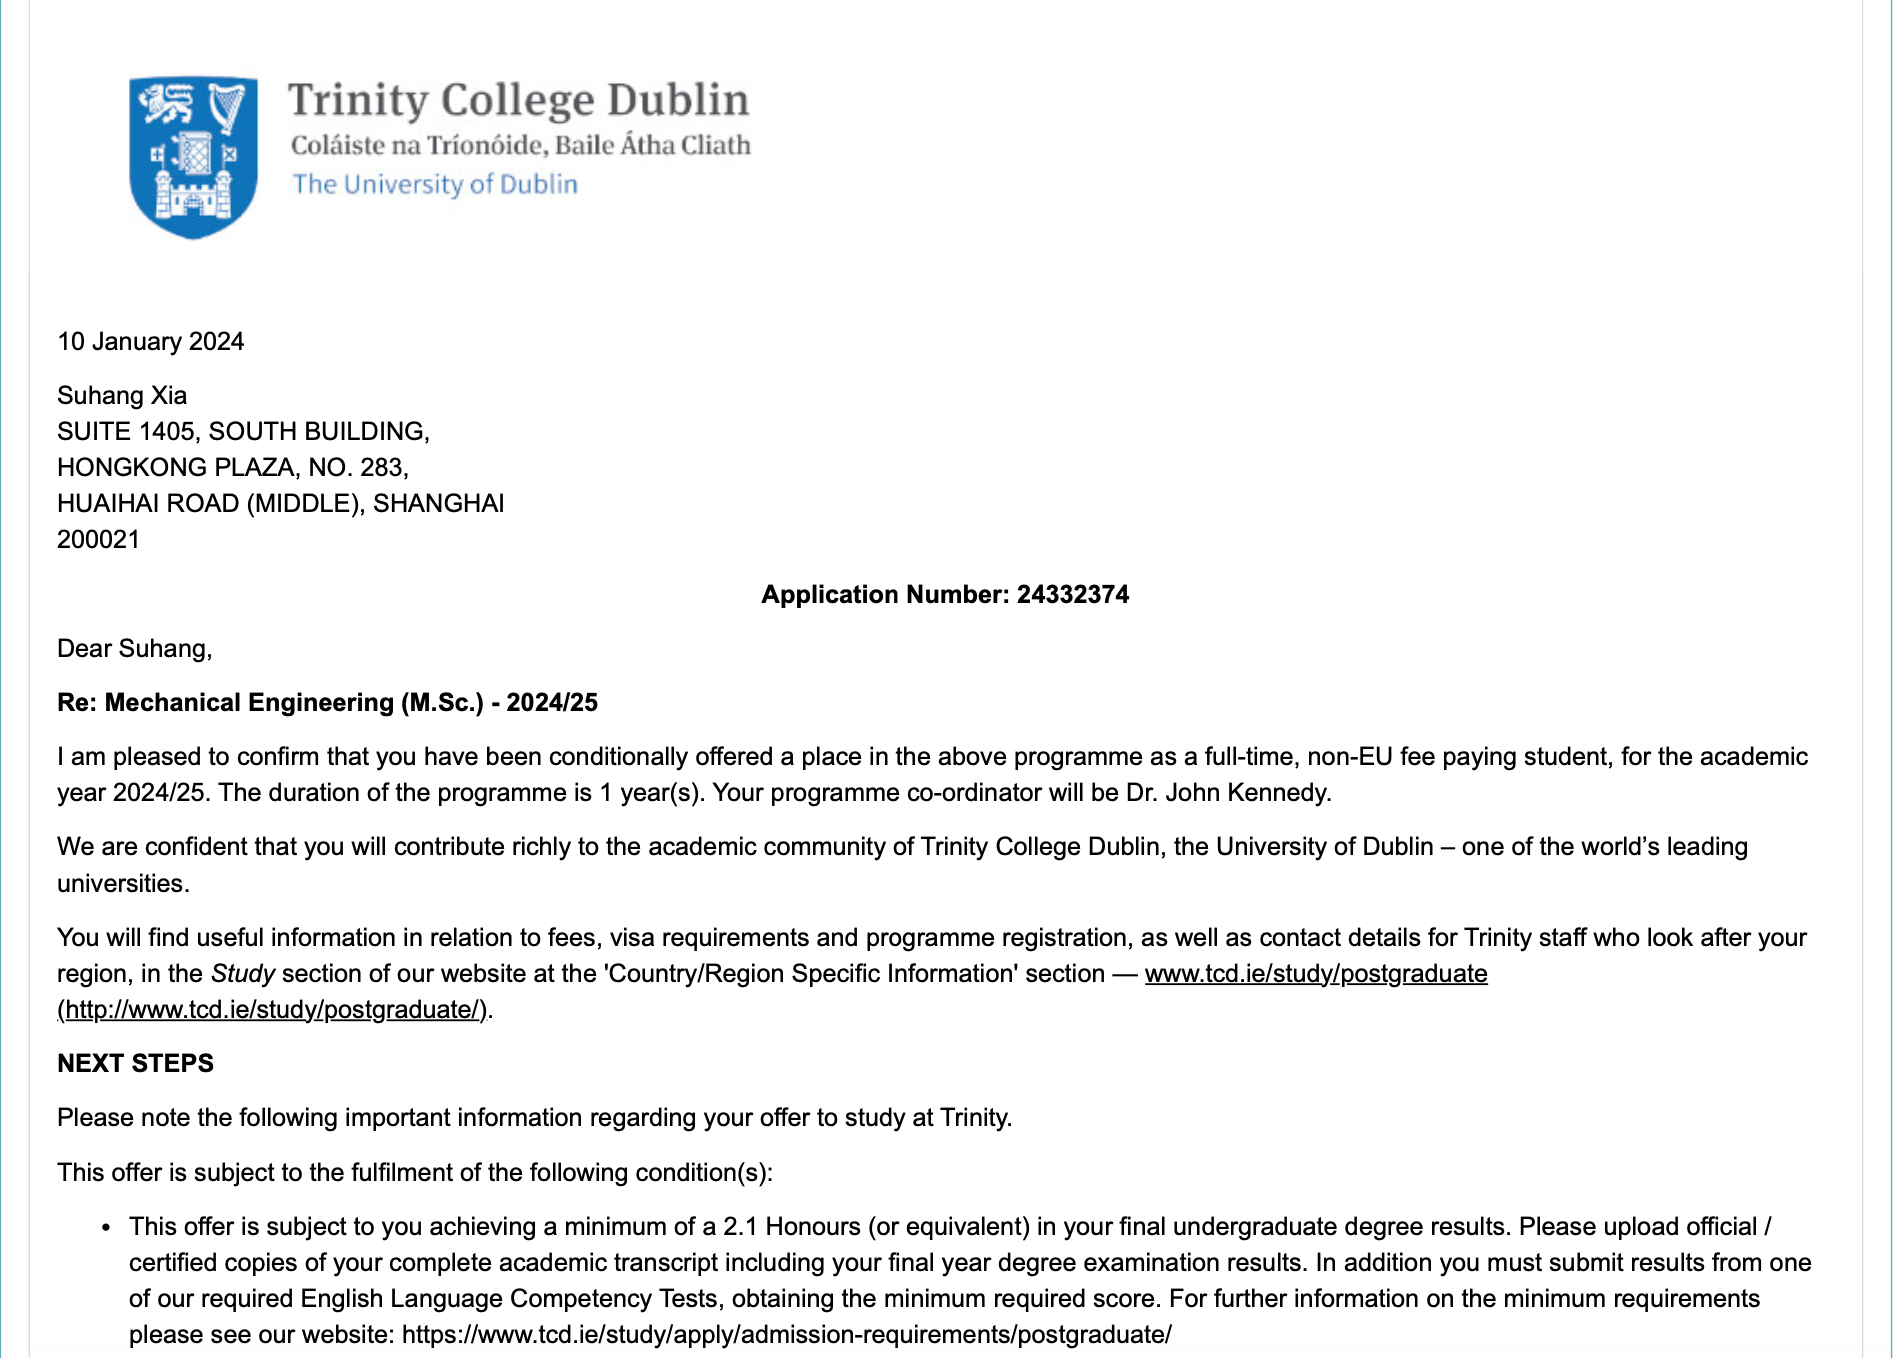 Trinity College Dublin
Coláiste na Tríonóide, Baile Átha Cliath
The University of Dublin
10 January 2024
Suhang Xia
SUITE 1405, SOUTH BUILDING,
HONGKONG PLAZA, NO. 283,
HUAIHAI ROAD (MIDDLE), SHANGHAI
200021
Application Number: 24332374
Dear Suhang,
Re: Mechanical Engineering (M.Sc.) - 2024/25
I am pleased to confirm that you have been conditionally offered a place in the above programme as a full-time, non-EU fee paying student, for the academic
year 2024/25. The duration of the programme is 1 year(s). Your programme co-ordinator will be Dr. John Kennedy.
We are confident that you will contribute richly to the academic community of Trinity College Dublin, the University of Dublin – one of the world’s leading
universities.
You will find useful information in relation to fees, visa requirements and programme registration, as well as contact details for Trinity staff who look after your
region, in the Study section of our website at the 'Country/Region Specific Information' section — www.tcd.ie/study/postgraduate
(http://www.tcd.ie/study/postgraduate/).
NEXT STEPS
Please note the following important information regarding your offer to study at Trinity.
This offer is subject to the fulfilment of the following condition(s):
• This offer is subject to you achieving a minimum of a 2.1 Honours (or equivalent) in your final undergraduate degree results. Please upload official /
certified copies of your complete academic transcript including your final year degree examination results. In addition you must submit results from one
of our required English Language Competency Tests, obtaining the minimum required score. For further information on the minimum requirements
please see our website: https://www.tcd.ie/study/apply/admission-requirements/postgraduate/